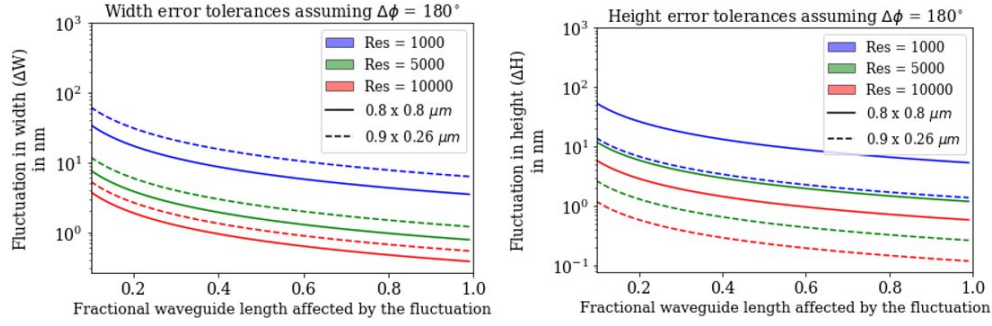 Width error tolerances assuming Δϕ = 180°
10³
10²
10¹
10⁰
Fluctuation in width (ΔW)
in nm
Res = 1000
Res = 5000
Res = 10000
0.8 x 0.8 μm
0.9 x 0.26 μm
0.2
0.4
0.6
0.8
1.0
Fractional waveguide length affected by the fluctuation
Height error tolerances assuming Δϕ = 180°
10³
10²
10¹
10⁰
10⁻¹
Fluctuation in height (ΔH)
in nm
Res = 1000
Res = 5000
Res = 10000
0.8 x 0.8 μm
0.9 x 0.26 μm
0.2
0.4
0.6
0.8
1.0
Fractional waveguide length affected by the fluctuation